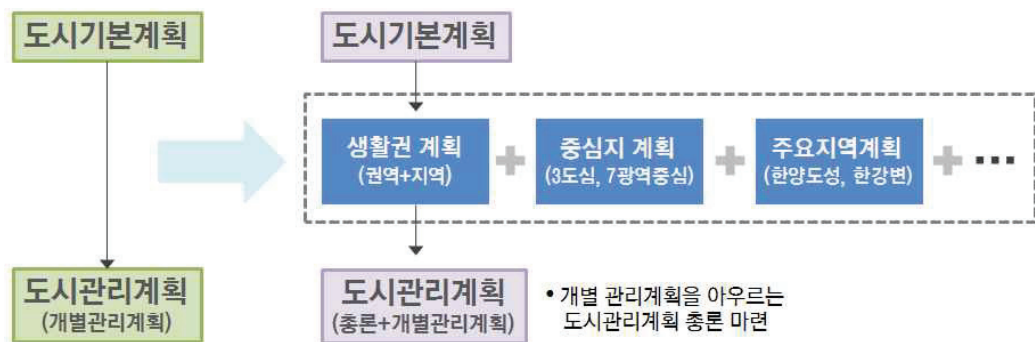 도시기본계획
도시관리계획
(개별관리계획)
도시기본계획
생활권 계획
(권역+지역)
중심지 계획
(3도심, 7광역중심)
주요지역계획
(한양도성, 한강변)
도시관리계획
(총론+개별관리계획)
• 개별 관리계획을 아우르는
도시관리계획 총론 마련